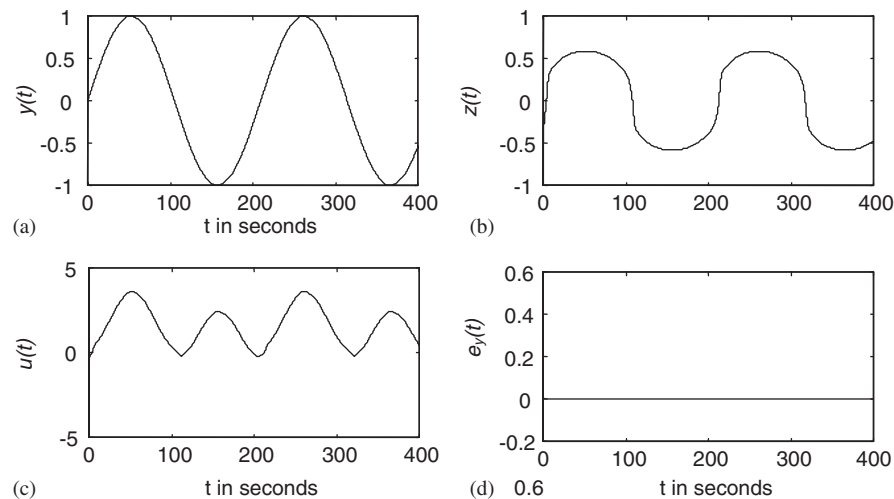 1
0.5
0
-0.5
-1
y(t)
0 100 200 300 400
(a) t in seconds
1
0.5
0
-0.5
-1
z(t)
0 100 200 300 400
(b) t in seconds
5
0
-5
u(t)
0 100 200 300 400
(c) t in seconds
0.6
0.4
0.2
0
-0.2
e_y(t)
0 100 200 300 400
(d) 0.6 t in seconds